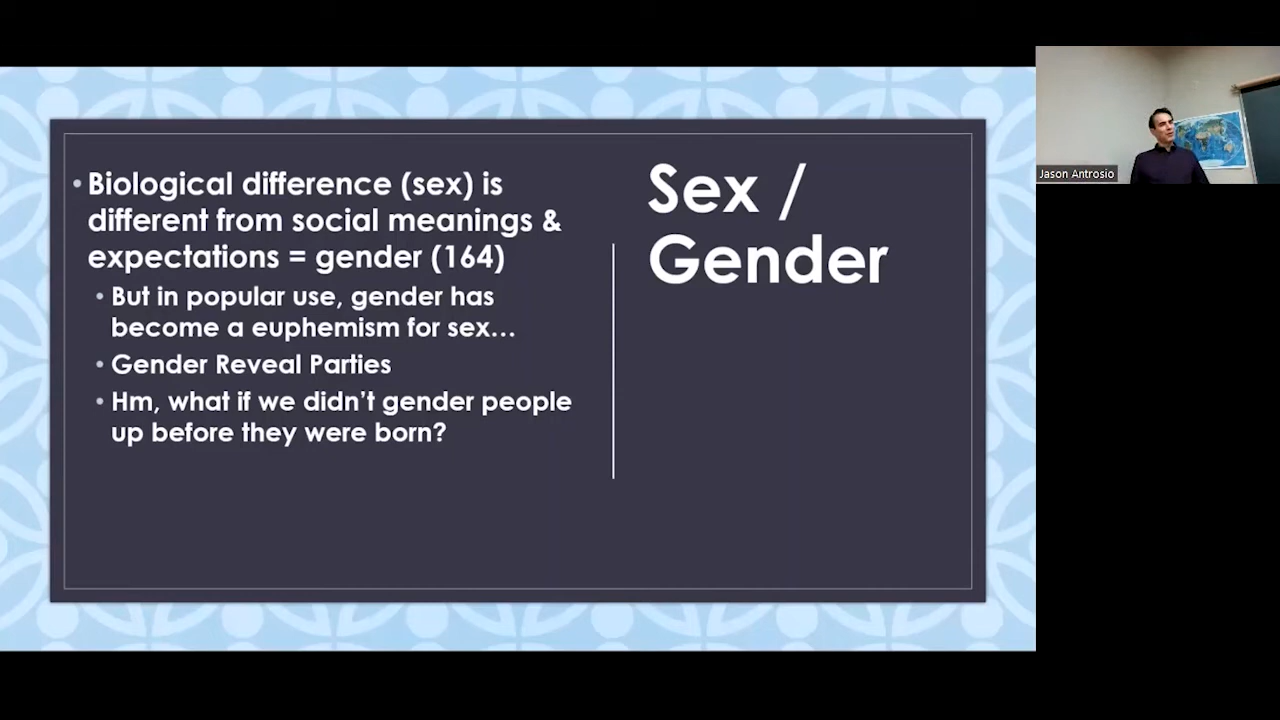 • Biological difference (sex) is
different from social meanings &
expectations = gender (164)
• But in popular use, gender has
become a euphemism for sex…
• Gender Reveal Parties
• Hm, what if we didn’t gender people
up before they were born?
Sex /
Gender
Jason Antrosio